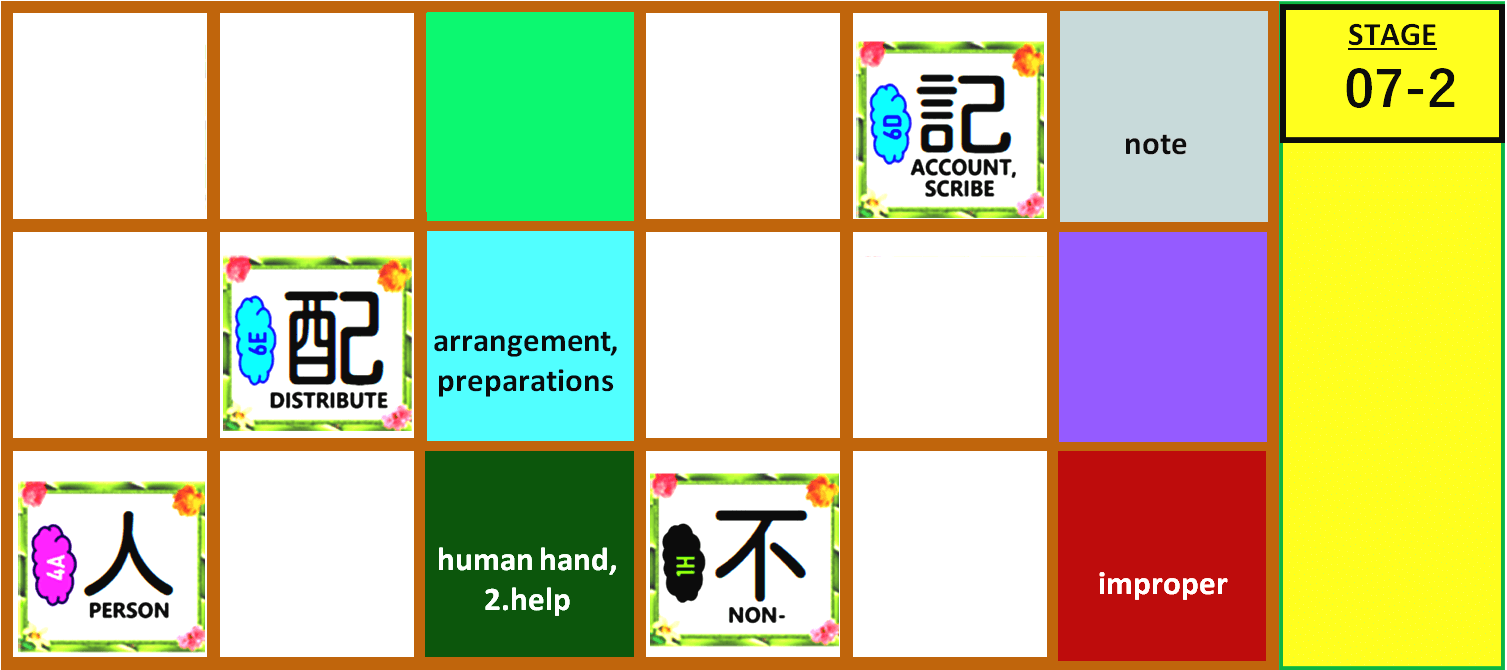 6D
記
ACCOUNT,
SCRIBE
note
STAGE
07-2
6E
配
DISTRIBUTE
arrangement,
preparations
4A
人
PERSON
human hand,
2.help
1H
不
NON-
improper